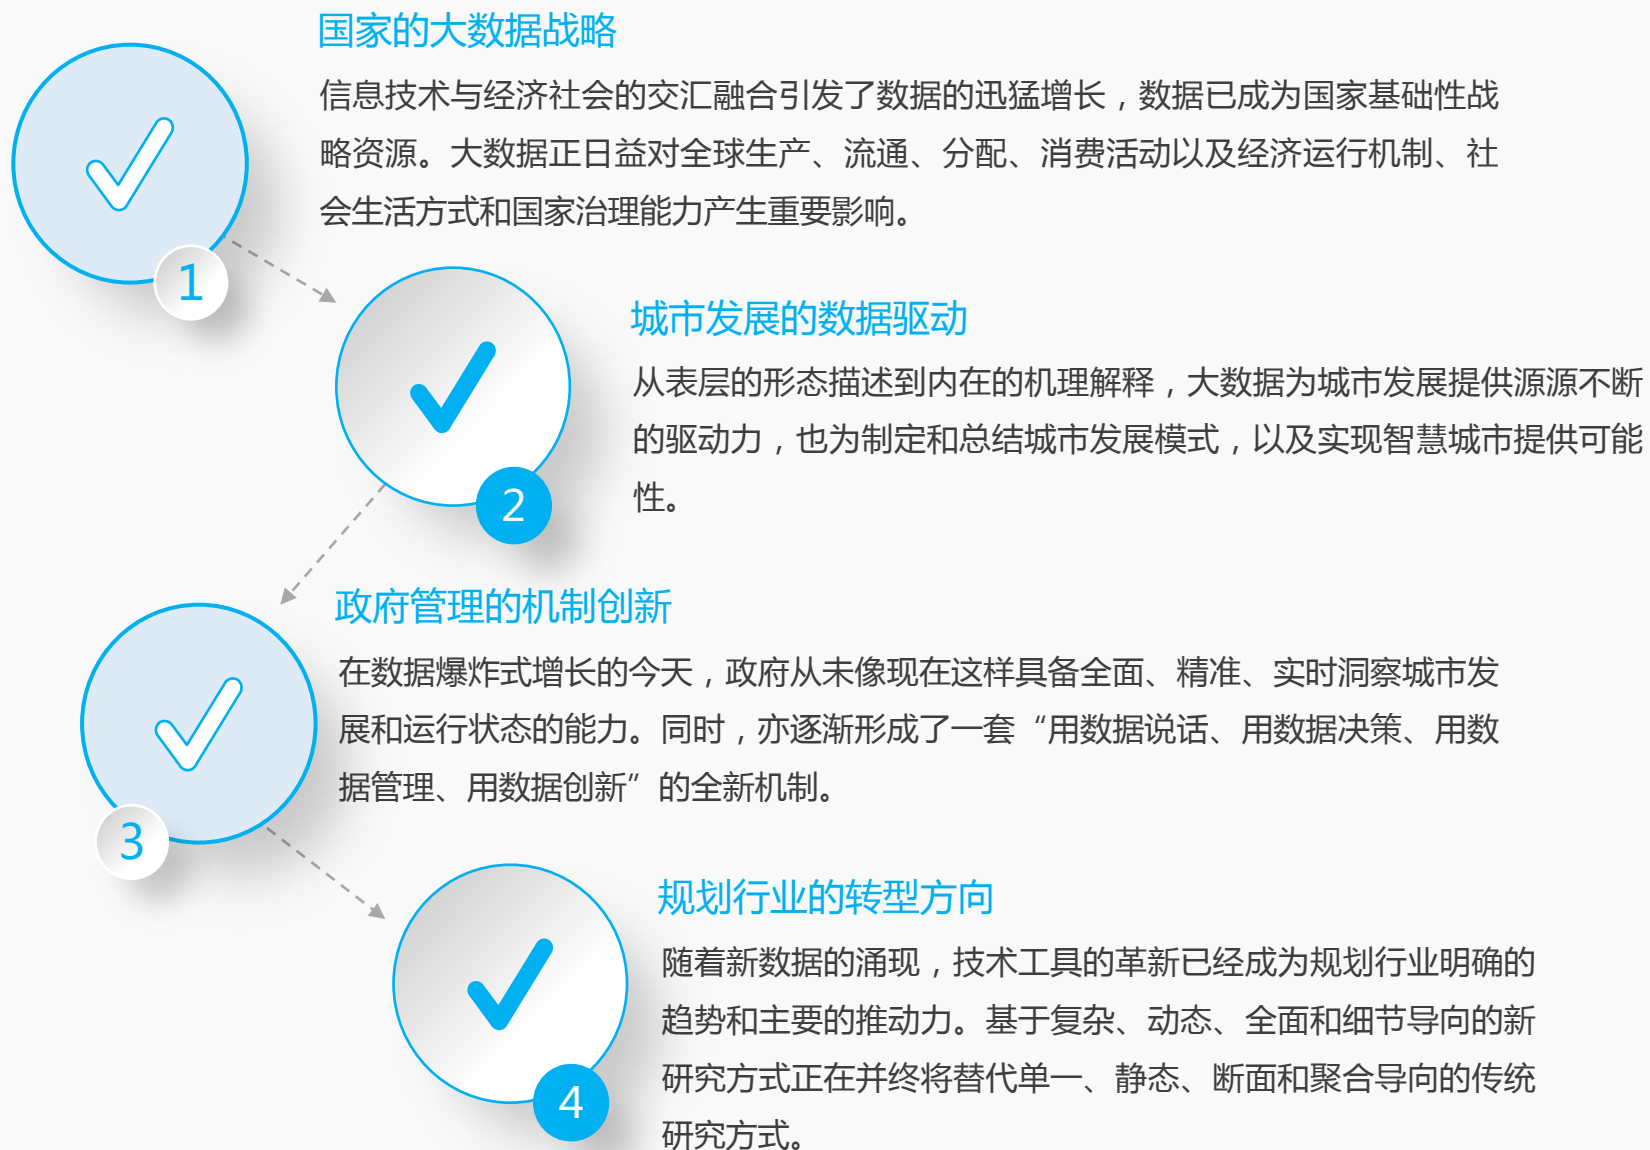 国家的大数据战略
信息技术与经济社会的交汇融合引发了数据的迅猛增长，数据已成为国家基础性战
略资源。大数据正日益对全球生产、流通、分配、消费活动以及经济运行机制、社
会生活方式和国家治理能力产生重要影响。
1
城市发展的数据驱动
从表层的形态描述到内在的机理解释，大数据为城市发展提供源源不断
的驱动力，也为制定和总结城市发展模式，以及实现智慧城市提供可能
性。
2
政府管理的机制创新
在数据爆炸式增长的今天，政府从未像现在这样具备全面、精准、实时洞察城市发
展和运行状态的能力。同时，亦逐渐形成了一套“用数据说话、用数据决策、用数
据管理、用数据创新”的全新机制。
3
规划行业的转型方向
随着新数据的涌现，技术工具的革新已经成为规划行业明确的
趋势和主要的推动力。基于复杂、动态、全面和细节导向的新
研究方式正在并终将替代单一、静态、断面和聚合导向的传统
研究方式。
4